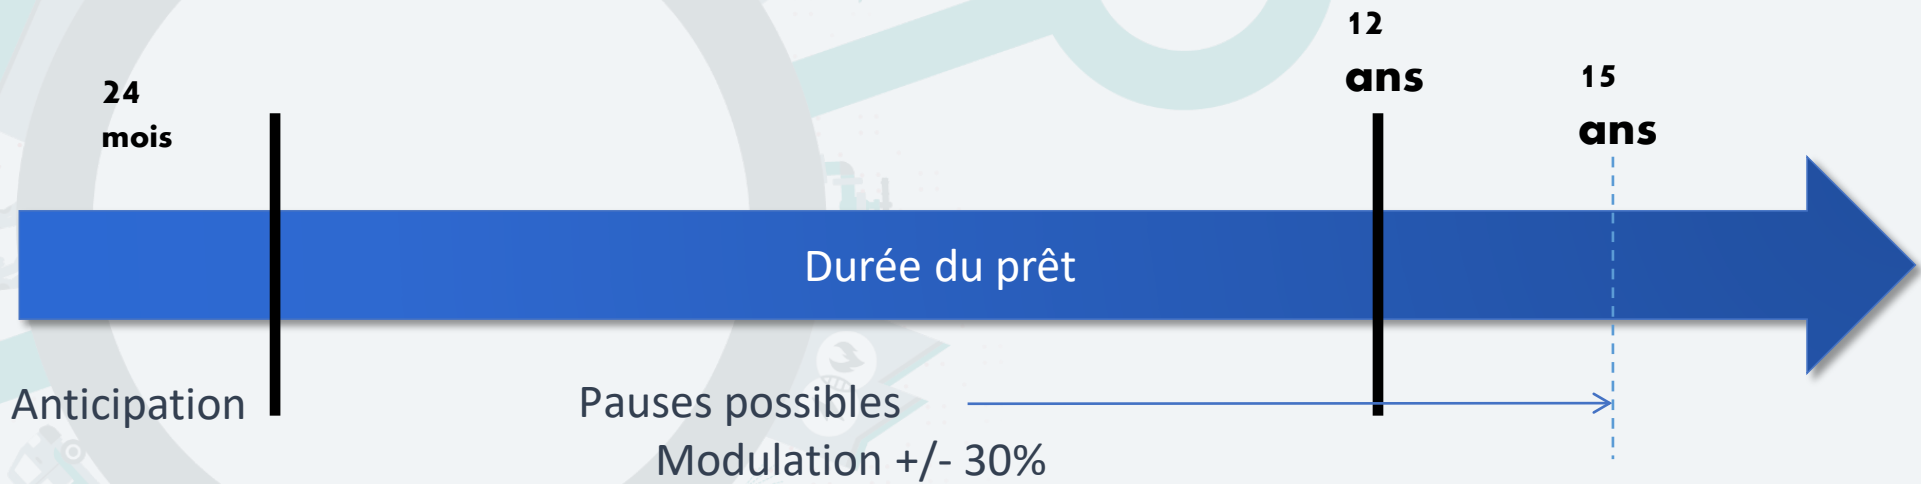 12
ans
15
ans
24
mois
Durée du prêt
Anticipation
Pauses possibles
Modulation +/- 30%